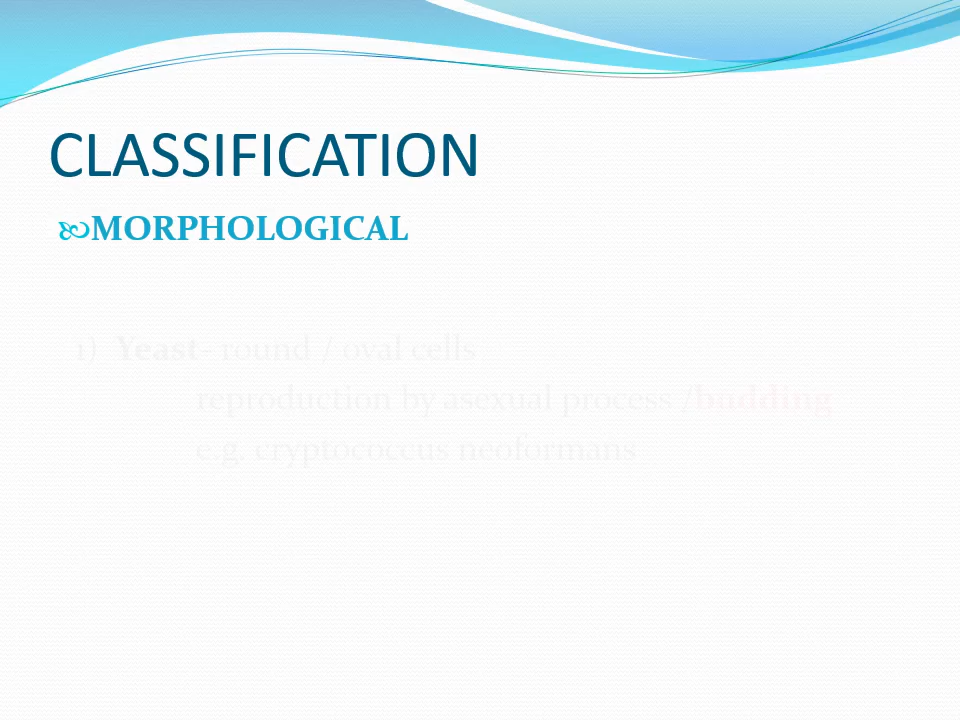 CLASSIFICATION
MORPHOLOGICAL
1) Yeast- round / oval cells
reproduction by asexual process /budding
e.g. cryptococcus neoformans